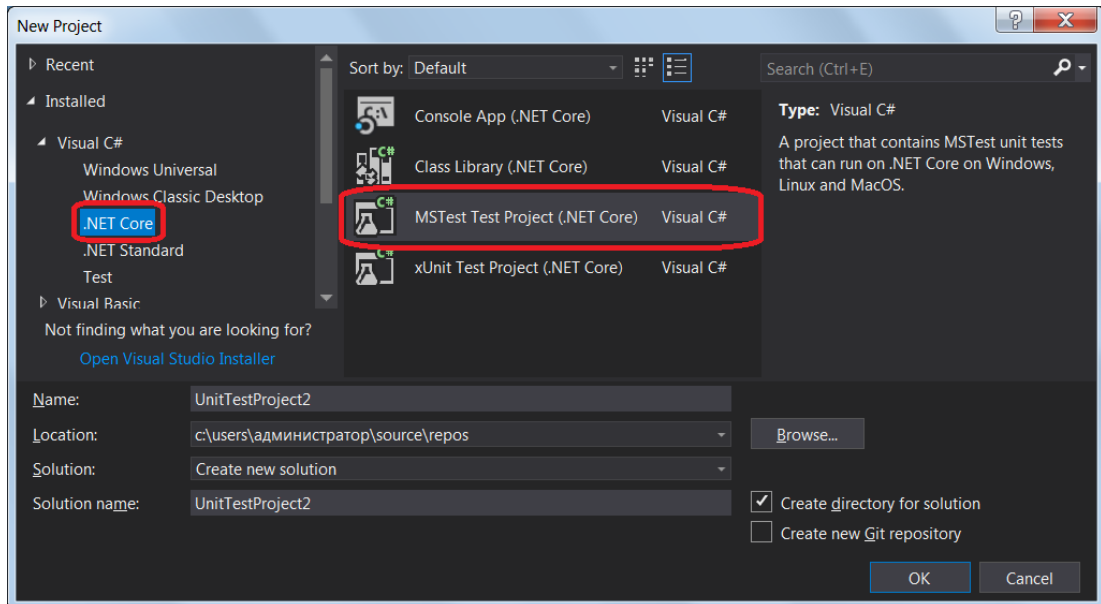 New Project
Recent
Installed
Visual C#
Windows Universal
Windows Classic Desktop
.NET Core
.NET Standard
Test
Visual Basic
Not finding what you are looking for?
Open Visual Studio Installer
Sort by: Default
Search (Ctrl+E)
C:\
Console App (.NET Core) Visual C#
C#
Class Library (.NET Core) Visual C#
C#
MSTest Test Project (.NET Core) Visual C#
C#
xUnit Test Project (.NET Core) Visual C#
Type: Visual C#
A project that contains MSTest unit tests
that can run on .NET Core on Windows,
Linux and MacOS.
Name: UnitTestProject2
Location: c:\users\администратор\source\repos
Browse...
Solution: Create new solution
Solution name: UnitTestProject2
Create directory for solution
Create new Git repository
OK Cancel